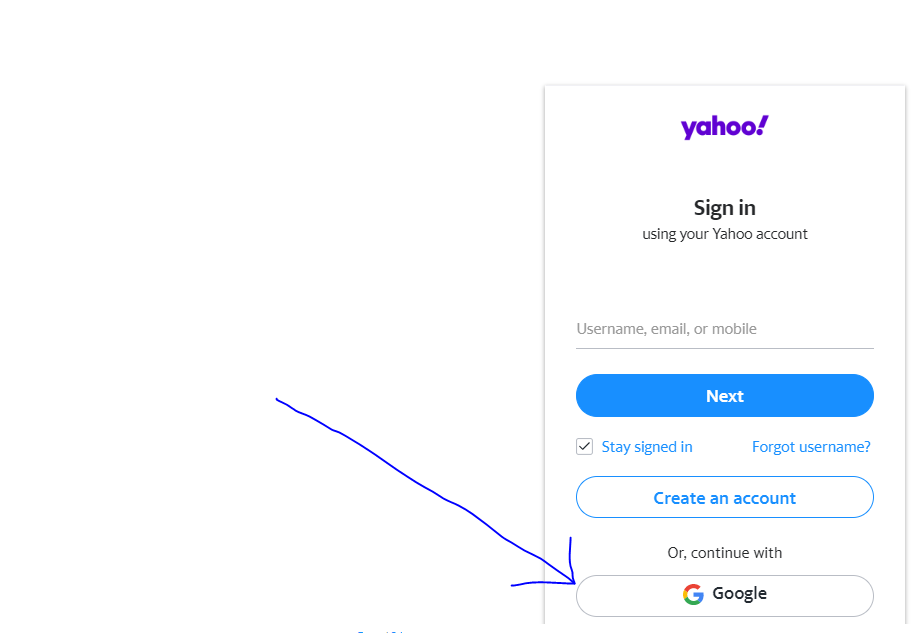 yahoo!
Sign in
using your Yahoo account
Username, email, or mobile
Next
Stay signed in Forgot username?
Create an account
Or, continue with
Google